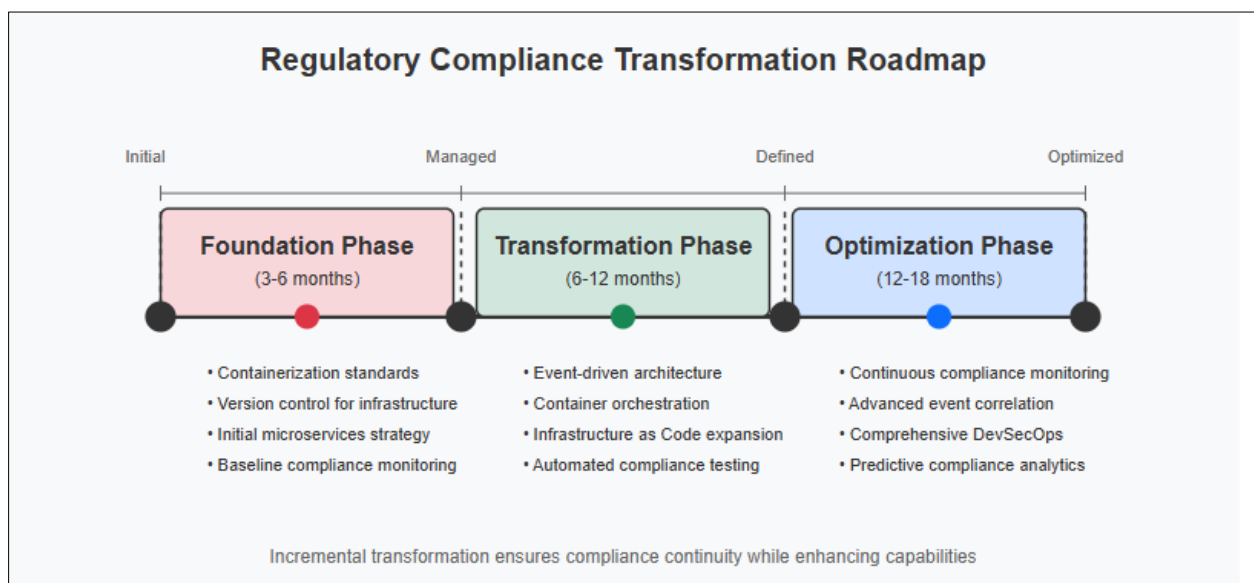 Regulatory Compliance Transformation Roadmap
Initial
Managed
Defined
Optimized
Foundation Phase
(3-6 months)
Transformation Phase
(6-12 months)
Optimization Phase
(12-18 months)
• Containerization standards
• Version control for infrastructure
• Initial microservices strategy
• Baseline compliance monitoring
• Event-driven architecture
• Container orchestration
• Infrastructure as Code expansion
• Automated compliance testing
• Continuous compliance monitoring
• Advanced event correlation
• Comprehensive DevSecOps
• Predictive compliance analytics
Incremental transformation ensures compliance continuity while enhancing capabilities